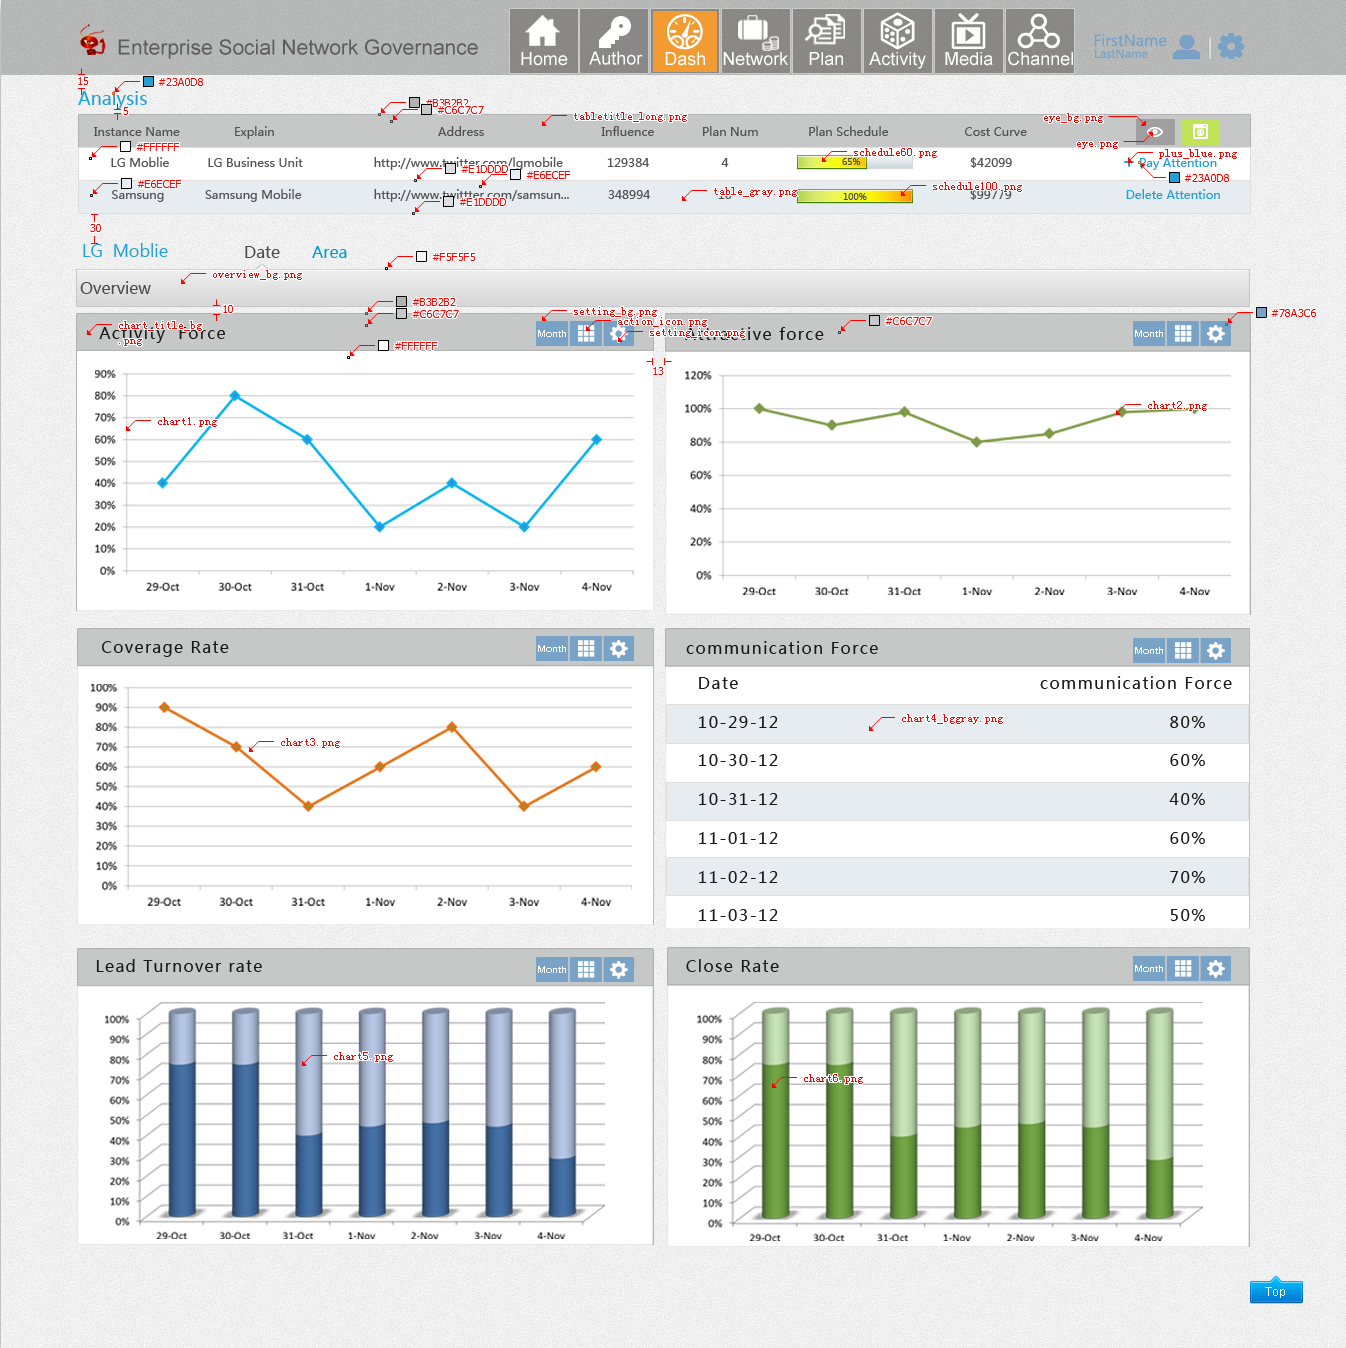 Enterprise Social Network Governance
Home Author Dash Network Plan Activity Media Channel
FirstName
LastName
15
#23A0D8
Analysis
5
#B3B2B2
#C6C7C7
tabletitle_long.png
eye_bg.png
Instance Name Explain Address Influence Plan Num Plan Schedule Cost Curve
eye.png
#FFFFFF
LG Moblie LG Business Unit http://www.twitter.com/lgmobile 129384 4 65% $42099 + Pay Attention
schedule60.png
plus_blue.png
#E1DDDD
#E6ECEF
#23A0D8
#E6ECEF
Samsung Samsung Mobile http://www.twittter.com/samsun... 348994 100% $99779 Delete Attention
table_gray.png
schedule100.png
#E1DDDD
30
LG Moblie Date Area
#F5F5F5
overview_bg.png
Overview
#B3B2B2
#C6C7C7
10
setting_bg.png
action_icon.png
setting_icon.png
#C6C7C7
#78A3C6
chart_title_bg
.png
Activity Force Month
Attractive force Month
#FFFFFF
13
90%
80%
70%
60%
50%
40%
30%
20%
10%
0%
chart1.png
29-Oct 30-Oct 31-Oct 1-Nov 2-Nov 3-Nov 4-Nov
120%
100%
80%
60%
40%
20%
0%
chart2.png
29-Oct 30-Oct 31-Oct 1-Nov 2-Nov 3-Nov 4-Nov
Coverage Rate Month
100%
90%
80%
70%
60%
50%
40%
30%
20%
10%
0%
chart3.png
29-Oct 30-Oct 31-Oct 1-Nov 2-Nov 3-Nov 4-Nov
communication Force Month
Date communication Force
10-29-12 80%
chart4_bggray.png
10-30-12 60%
10-31-12 40%
11-01-12 60%
11-02-12 70%
11-03-12 50%
Lead Turnover rate Month
100%
90%
80%
70%
60%
50%
40%
30%
20%
10%
0%
chart5.png
29-Oct 30-Oct 31-Oct 1-Nov 2-Nov 3-Nov 4-Nov
Close Rate Month
100%
90%
80%
70%
60%
50%
40%
30%
20%
10%
0%
chart6.png
29-Oct 30-Oct 31-Oct 1-Nov 2-Nov 3-Nov 4-Nov
Top